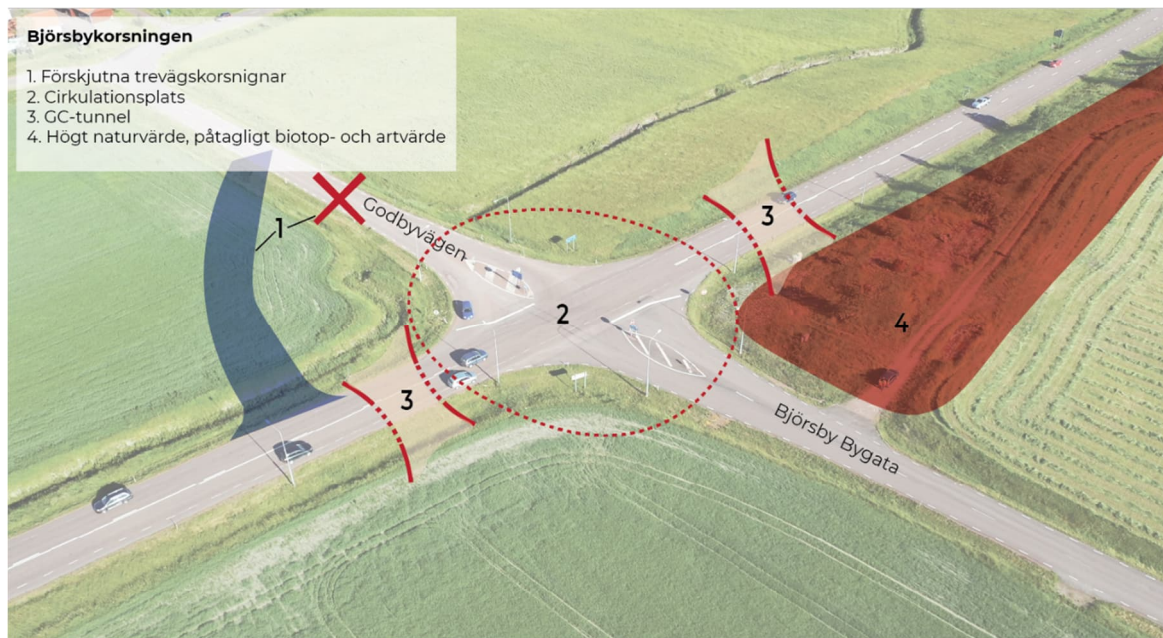 Björsbykorsningen
1. Förskjutna trevägskorsnignar
2. Cirkulationsplats
3. GC-tunnel
4. Högt naturvärde, påtagligt biotop- och artvärde
1
Godbyvägen
3
2
4
3
Björsby Bygata